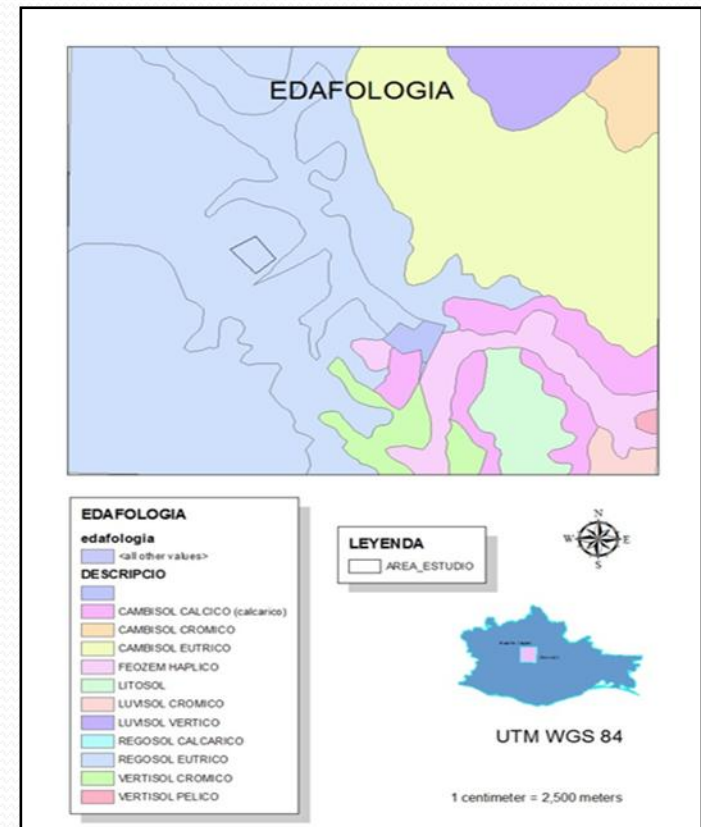 EDAFOLOGIA
EDAFOLOGIA
edafologia
<all other values>
DESCRIPCIO
CAMBISOL CALCICO (calcarico)
CAMBISOL CROMICO
CAMBISOL EUTRICO
FEOZEM HAPLICO
LITOSOL
LUVISOL CROMICO
LUVISOL VERTICO
REGOSOL CALCARICO
REGOSOL EUTRICO
VERTISOL CROMICO
VERTISOL PELICO
LEYENDA
AREA_ESTUDIO
N
W E
S
UTM WGS 84
1 centimeter = 2,500 meters